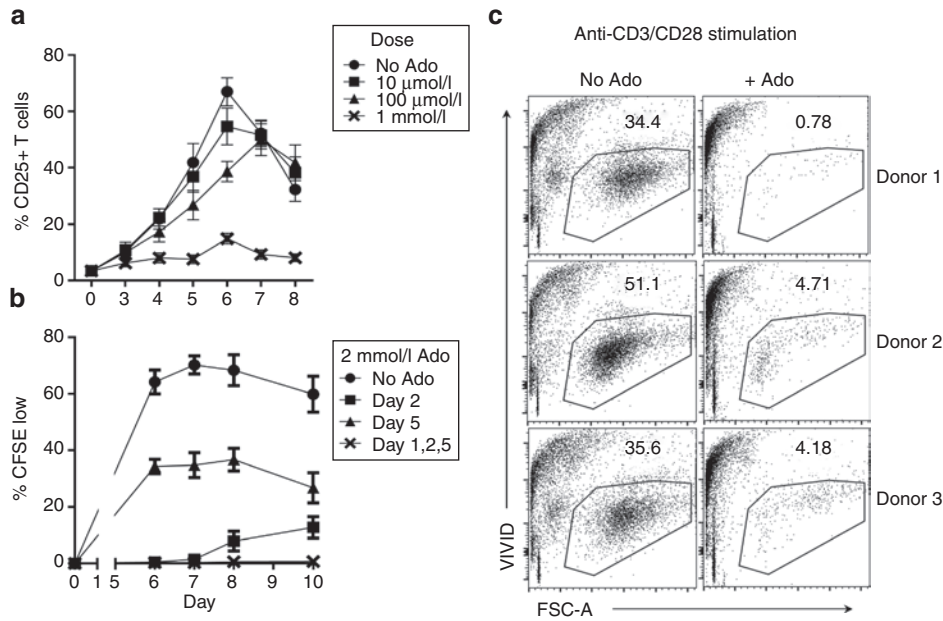 a
% CD25+ T cells
80
60
40
20
0
0 3 4 5 6 7 8
Dose
No Ado
10 μmol/l
100 μmol/l
1 mmol/l
b
% CFSE low
80
60
40
20
0
0 1 5 6 7 8 9 10
Day
2 mmol/l Ado
No Ado
Day 2
Day 5
Day 1,2,5
c
Anti-CD3/CD28 stimulation
No Ado + Ado
34.4 0.78
Donor 1
51.1 4.71
Donor 2
35.6 4.18
Donor 3
VIVID
FSC-A